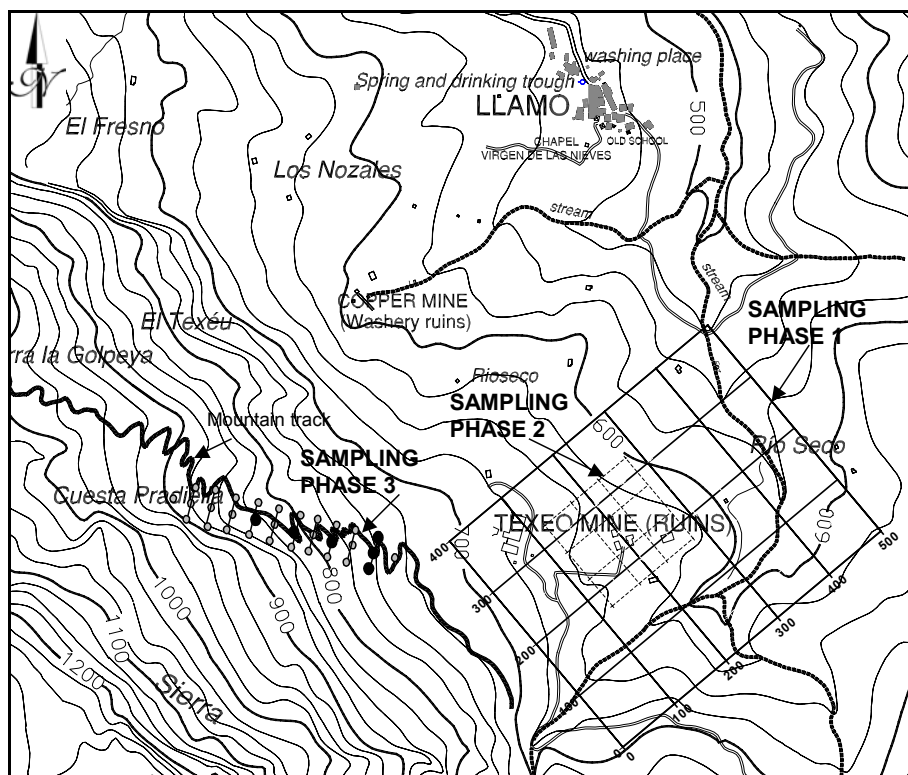 N
washing place
Spring and drinking trough
LLAMO
500
El Fresno
CHAPEL
OLD SCHOOL
VIRGEN DE LAS NIEVES
Los Nozales
stream
stream
COPPER MINE
(Washery ruins)
SAMPLING
PHASE 1
El Texéu
rra la Golpeya
Rioseco
SAMPLING
PHASE 2
600
Mountain track
Río Seco
SAMPLING
PHASE 3
Cuesta Pradiella
TEXEO MINE (RUINS)
600
400
500
800
400
1000
900
300
300
1100
200
200
1200
Sierra
100
100
0